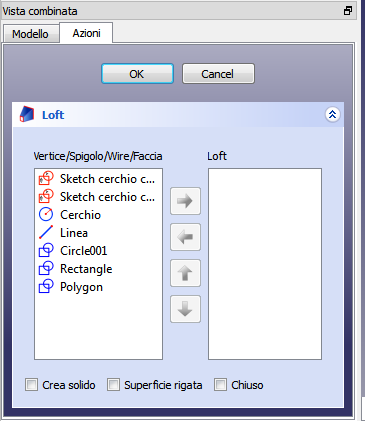 Vista combinata
Modello Azioni
OK Cancel
Loft
Vertice/Spigolo/Wire/Faccia Loft
Sketch cerchio c...
Sketch cerchio c...
Cerchio
Linea
Circle001
Rectangle
Polygon
Crea solido Superficie rigata Chiuso